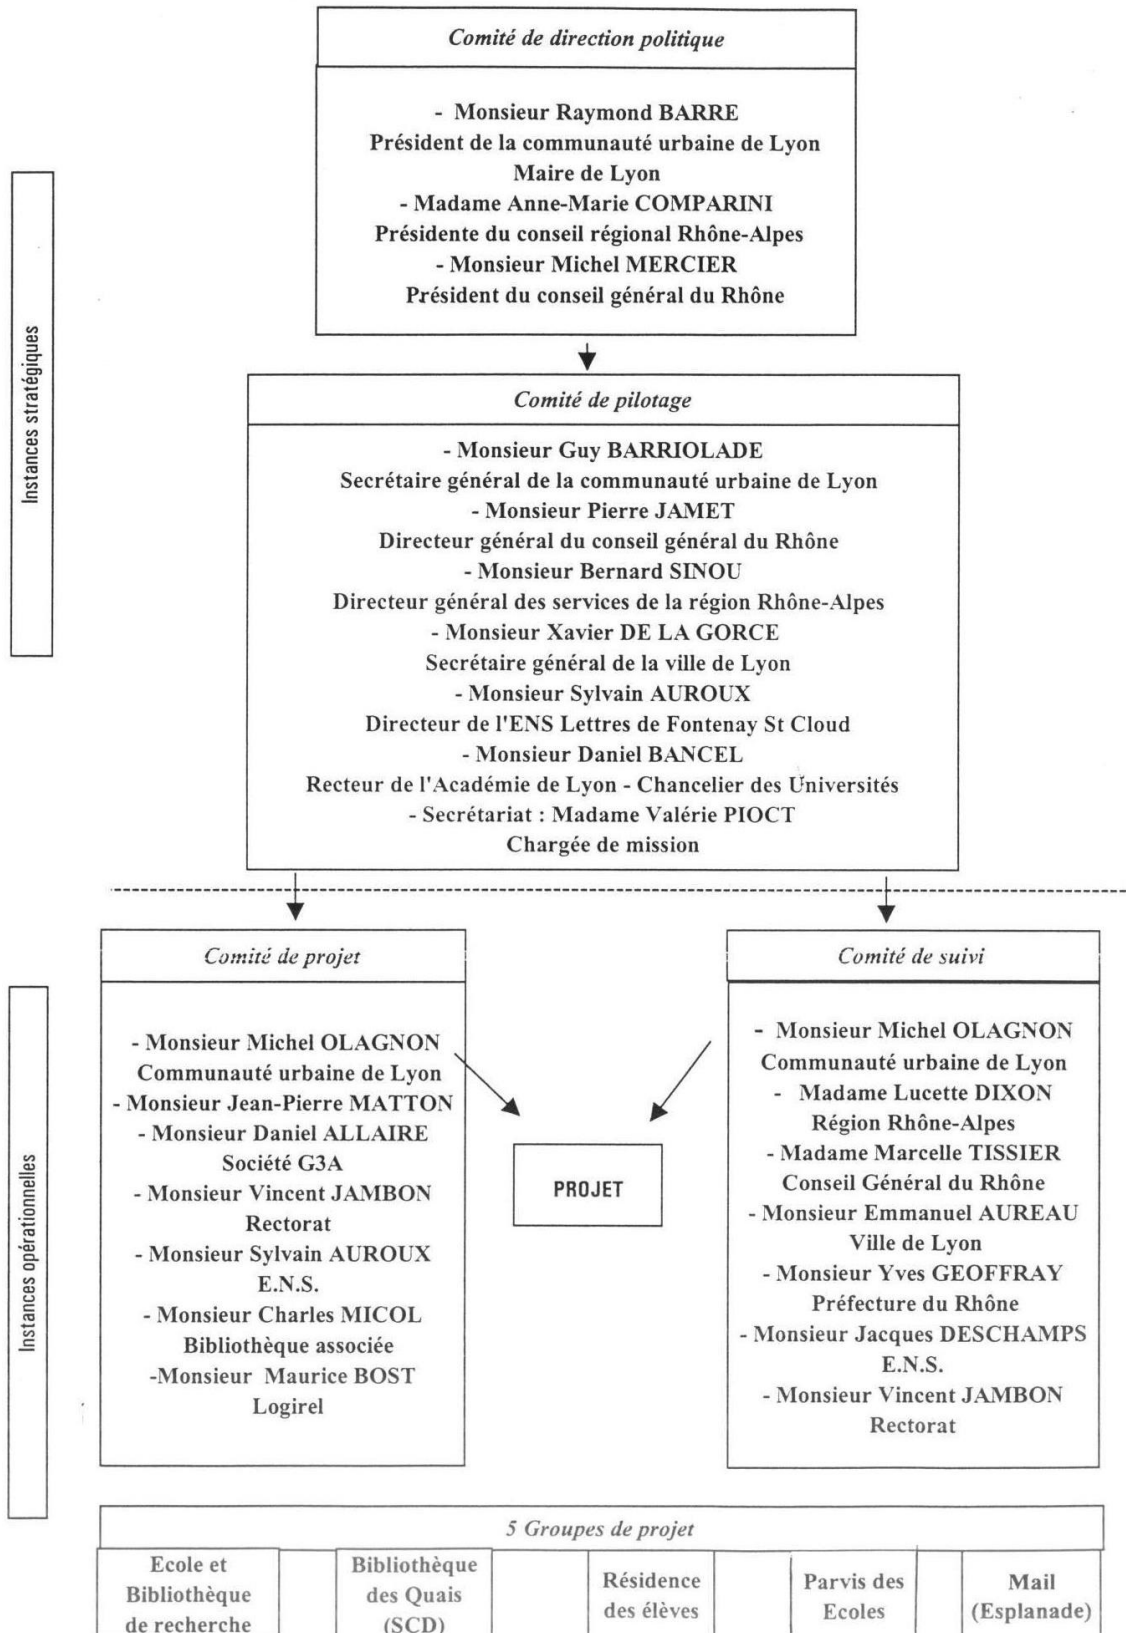 Comité de direction politique
- Monsieur Raymond BARRE
Président de la communauté urbaine de Lyon
Maire de Lyon
- Madame Anne-Marie COMPARINI
Présidente du conseil régional Rhône-Alpes
- Monsieur Michel MERCIER
Président du conseil général du Rhône
Instances stratégiques
Comité de pilotage
- Monsieur Guy BARRIOLADE
Secrétaire général de la communauté urbaine de Lyon
- Monsieur Pierre JAMET
Directeur général du conseil général du Rhône
- Monsieur Bernard SINOU
Directeur général des services de la région Rhône-Alpes
- Monsieur Xavier DE LA GORCE
Secrétaire général de la ville de Lyon
- Monsieur Sylvain AUROUX
Directeur de l'ENS Lettres de Fontenay St Cloud
- Monsieur Daniel BANCEL
Recteur de l'Académie de Lyon - Chancelier des Universités
- Secrétariat : Madame Valérie PIOCT
Chargée de mission
Instances opérationnelles
Comité de projet
- Monsieur Michel OLAGNON
Communauté urbaine de Lyon
- Monsieur Jean-Pierre MATTON
- Monsieur Daniel ALLAIRE
Société G3A
- Monsieur Vincent JAMBON
Rectorat
- Monsieur Sylvain AUROUX
E.N.S.
- Monsieur Charles MICOL
Bibliothèque associée
-Monsieur Maurice BOST
Logirel
PROJET
Comité de suivi
- Monsieur Michel OLAGNON
Communauté urbaine de Lyon
- Madame Lucette DIXON
Région Rhône-Alpes
- Madame Marcelle TISSIER
Conseil Général du Rhône
- Monsieur Emmanuel AUREAU
Ville de Lyon
- Monsieur Yves GEOFFRAY
Préfecture du Rhône
- Monsieur Jacques DESCHAMPS
E.N.S.
- Monsieur Vincent JAMBON
Rectorat
5 Groupes de projet
Ecole et
Bibliothèque
de recherche
Bibliothèque
des Quais
(SCD)
Résidence
des élèves
Parvis des
Ecoles
Mail
(Esplanade)